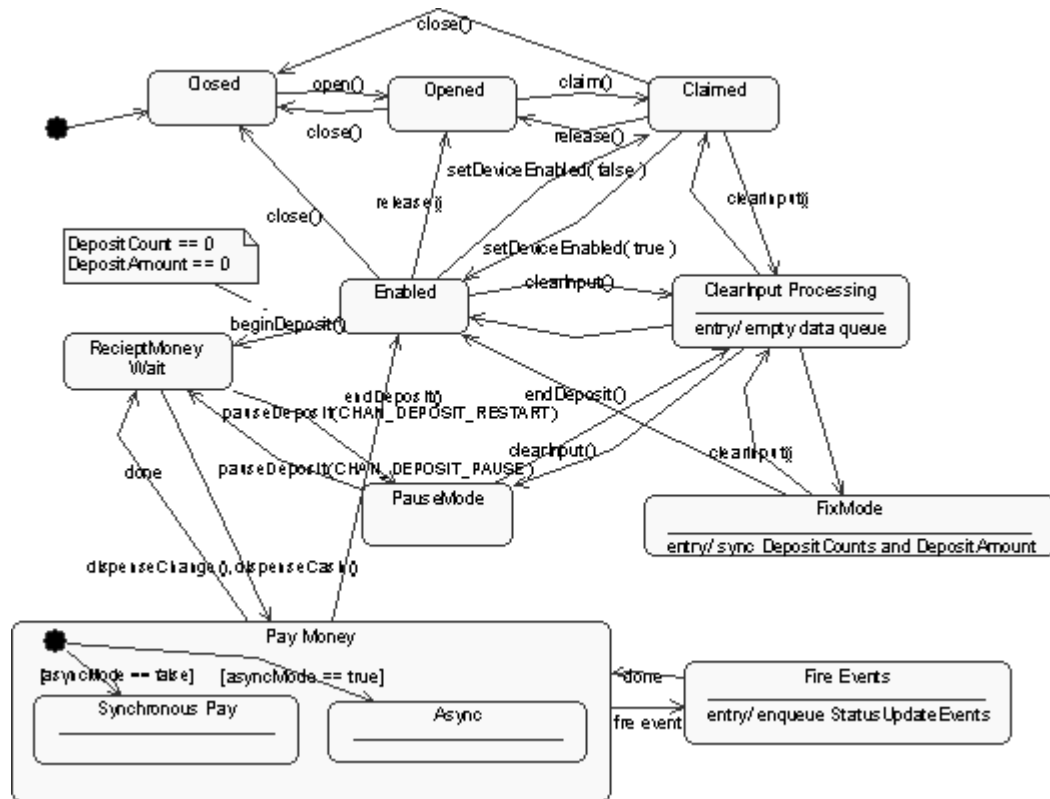 close()
Closed
open()
Opened
claim()
Claimed
close()
release()
setDeviceEnabled( false )
clearInput()
close()
release()
DepositCount == 0
DepositAmount == 0
setDeviceEnabled( true )
Enabled
clearInput()
ClearInput Processing
entry/ empty data queue
beginDeposit()
RecieptMoney
Wait
endDeposit()
endDeposit()
pauseDeposit(CHAN_DEPOSIT_RESTART)
clearInput()
clearInput()
done
pauseDeposit(CHAN_DEPOSIT_PAUSE)
PauseMode
FixMode
entry/ sync DepositCounts and DepositAmount
dispenseChange(), dispenseCash()
Pay Money
[asyncMode == false]
[asyncMode == true]
done
Fire Events
Synchronous Pay
Async
entry/ enqueue StatusUpdateEvents
fire event